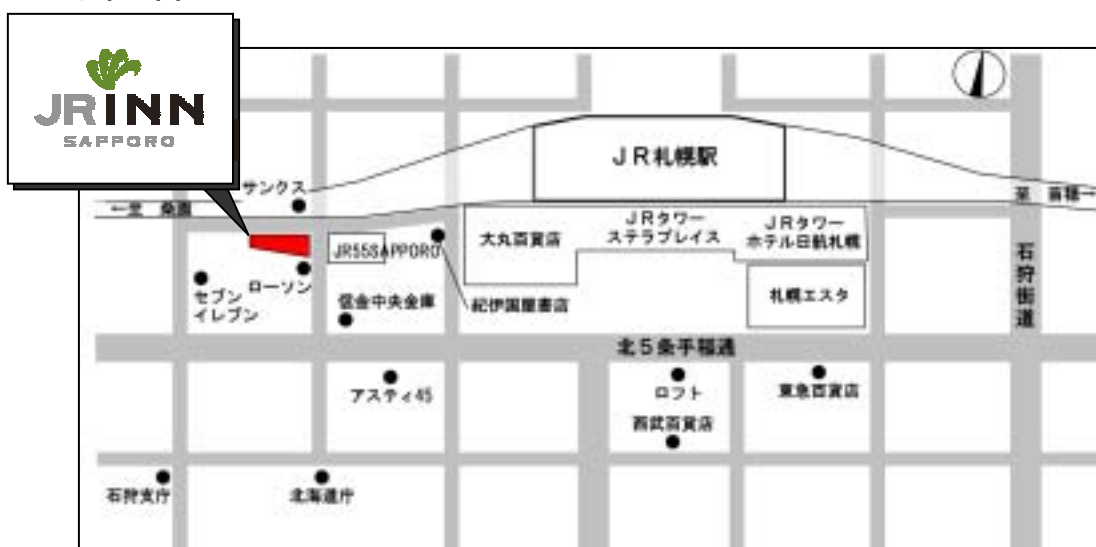 JR INN
SAPPORO
JR札幌駅
サンクス
←至 桑園
至 苗穂→
大丸百貨店
JRタワー
ステラプレイス
JRタワー
ホテル日航札幌
JR55SAPPORO
セブン
イレブン
ローソン
信金中央金庫
紀伊国屋書店
札幌エスタ
石狩街道
北5条手稲通
アスティ45
ロフト
西武百貨店
東急百貨店
石狩支庁
北海道庁